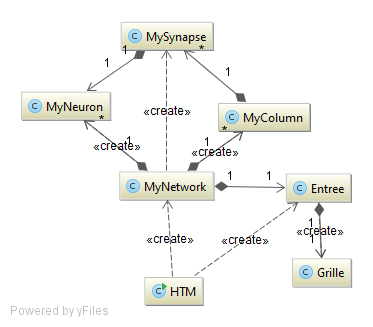 C MySynapse
1
*
1
1
C MyNeuron
*
«create»
C MyColumn
*
«create»
1
«create»
1
C MyNetwork
1
1
C Entree
«create»
«create»
«create»
1
1
C HTM
C Grille
Powered by yFiles